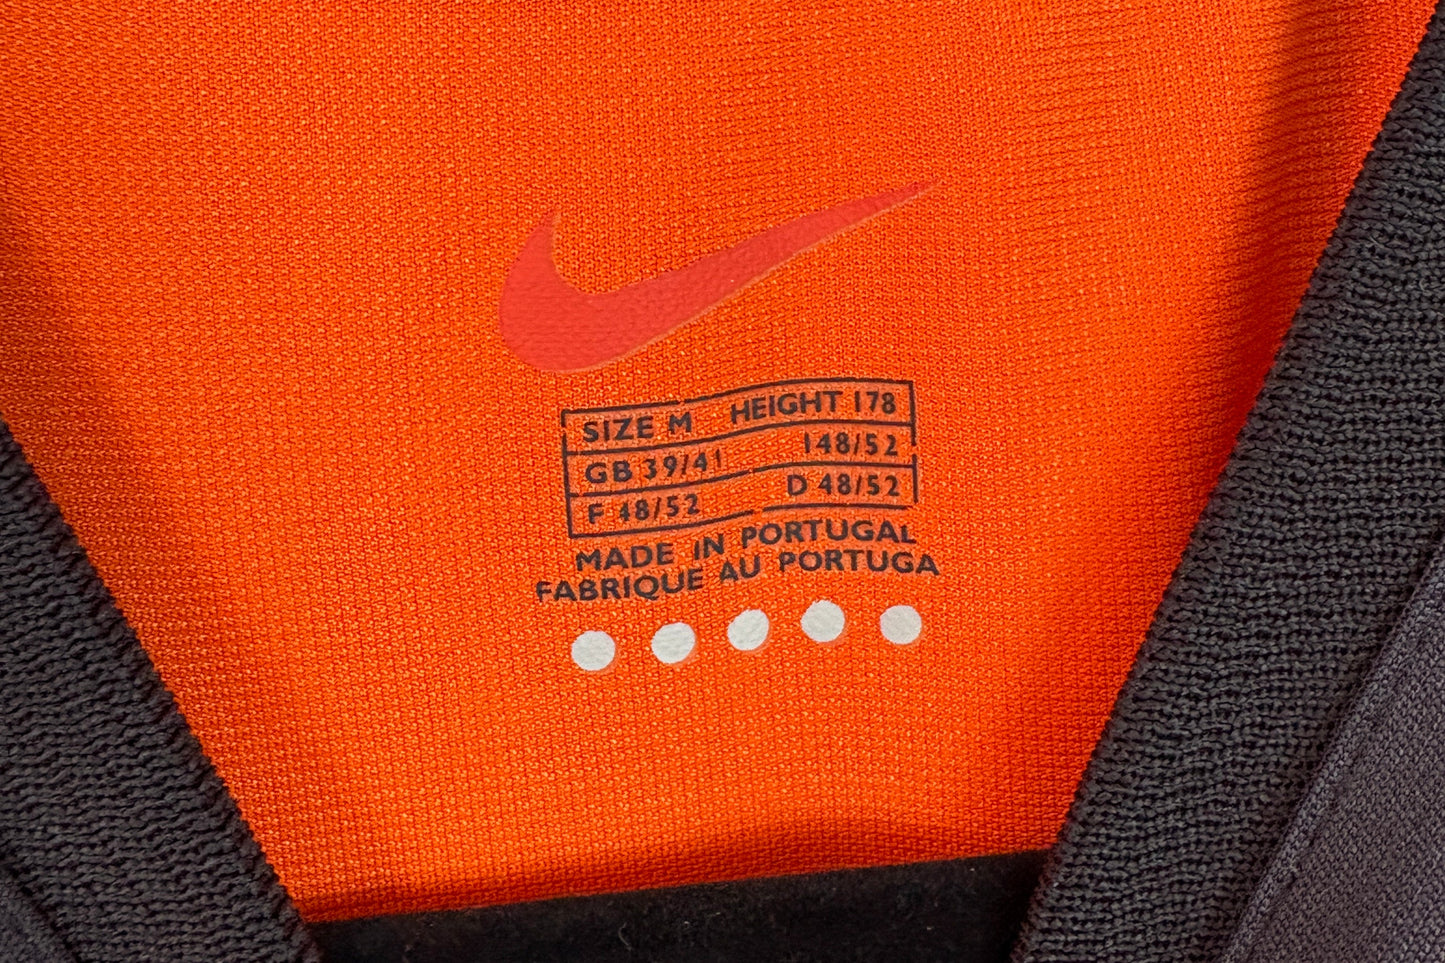 SIZE M HEIGHT 178
GB 39/41 I48/52
F 48/52 D 48/52
MADE IN PORTUGAL
FABRIQUE AU PORTUGA